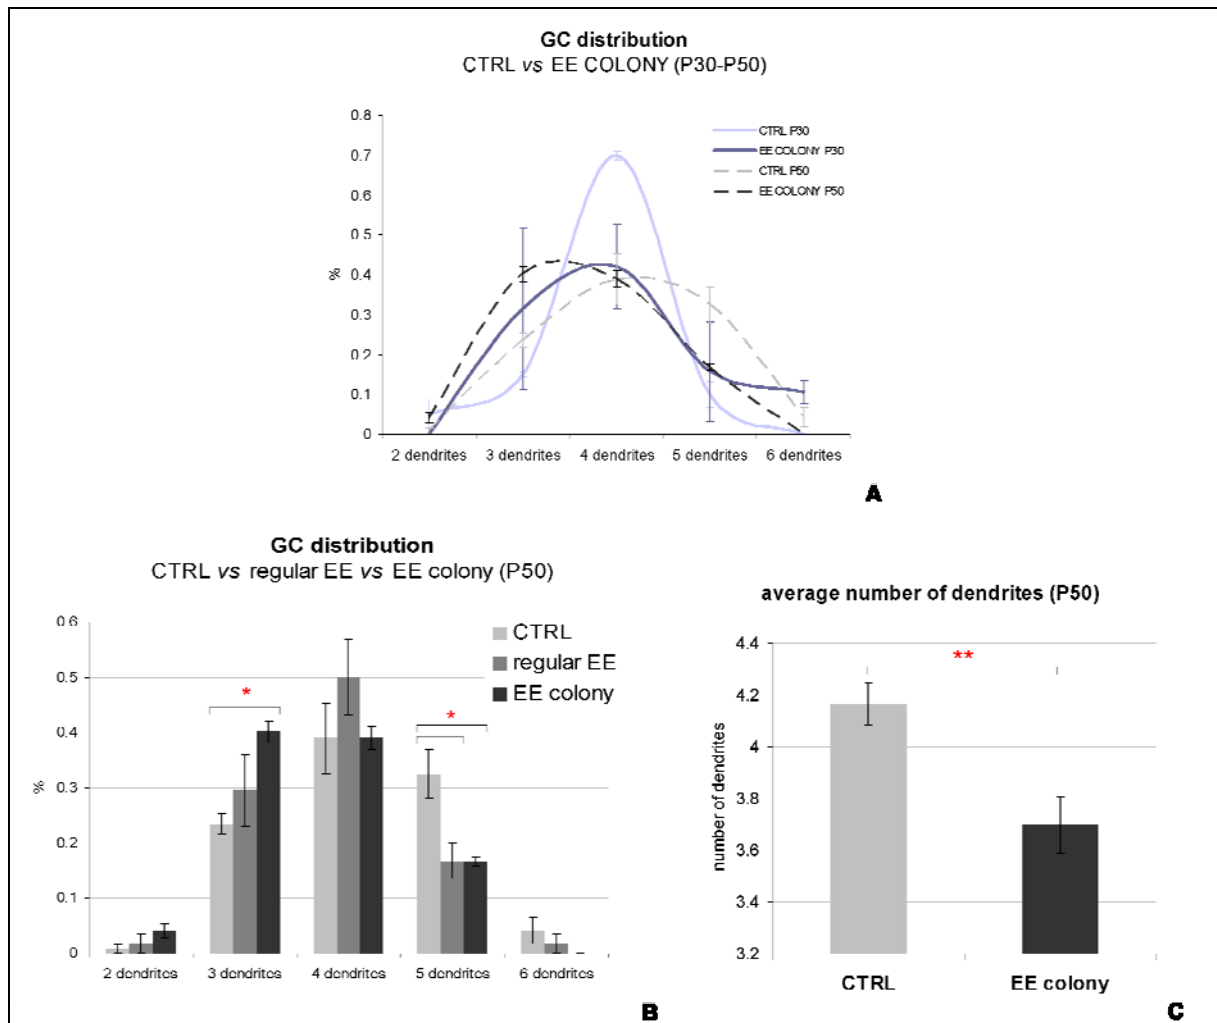 GC distribution
CTRL vs EE COLONY (P30-P50)
0.8
0.7
0.6
0.5
0.4
0.3
0.2
0.1
0
%
CTRL P30
EE COLONY P30
CTRL P50
EE COLONY P50
2 dendrites 3 dendrites 4 dendrites 5 dendrites 6 dendrites
A
GC distribution
CTRL vs regular EE vs EE colony (P50)
0.6
0.5
0.4
0.3
0.2
0.1
0
%
CTRL
regular EE
EE colony
*
*
2 dendrites 3 dendrites 4 dendrites 5 dendrites 6 dendrites
B
average number of dendrites (P50)
4.4
4.2
4
3.8
3.6
3.4
3.2
number of dendrites
**
CTRL EE colony
C